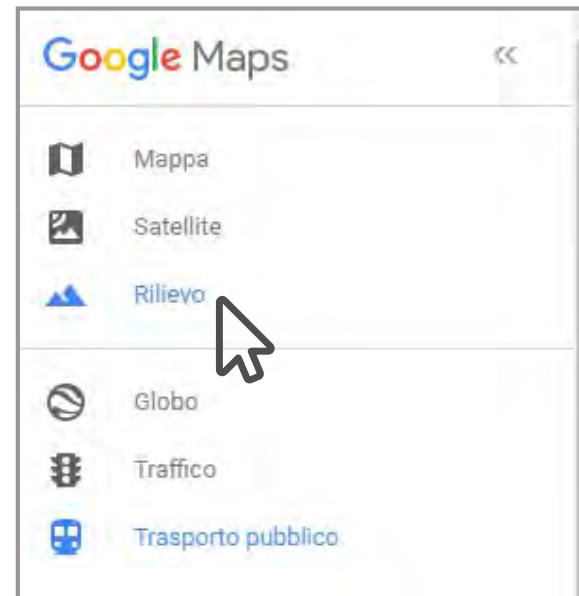 Google Maps
Mappa
Satellite
Rilievo
Globo
Traffico
Trasporto pubblico